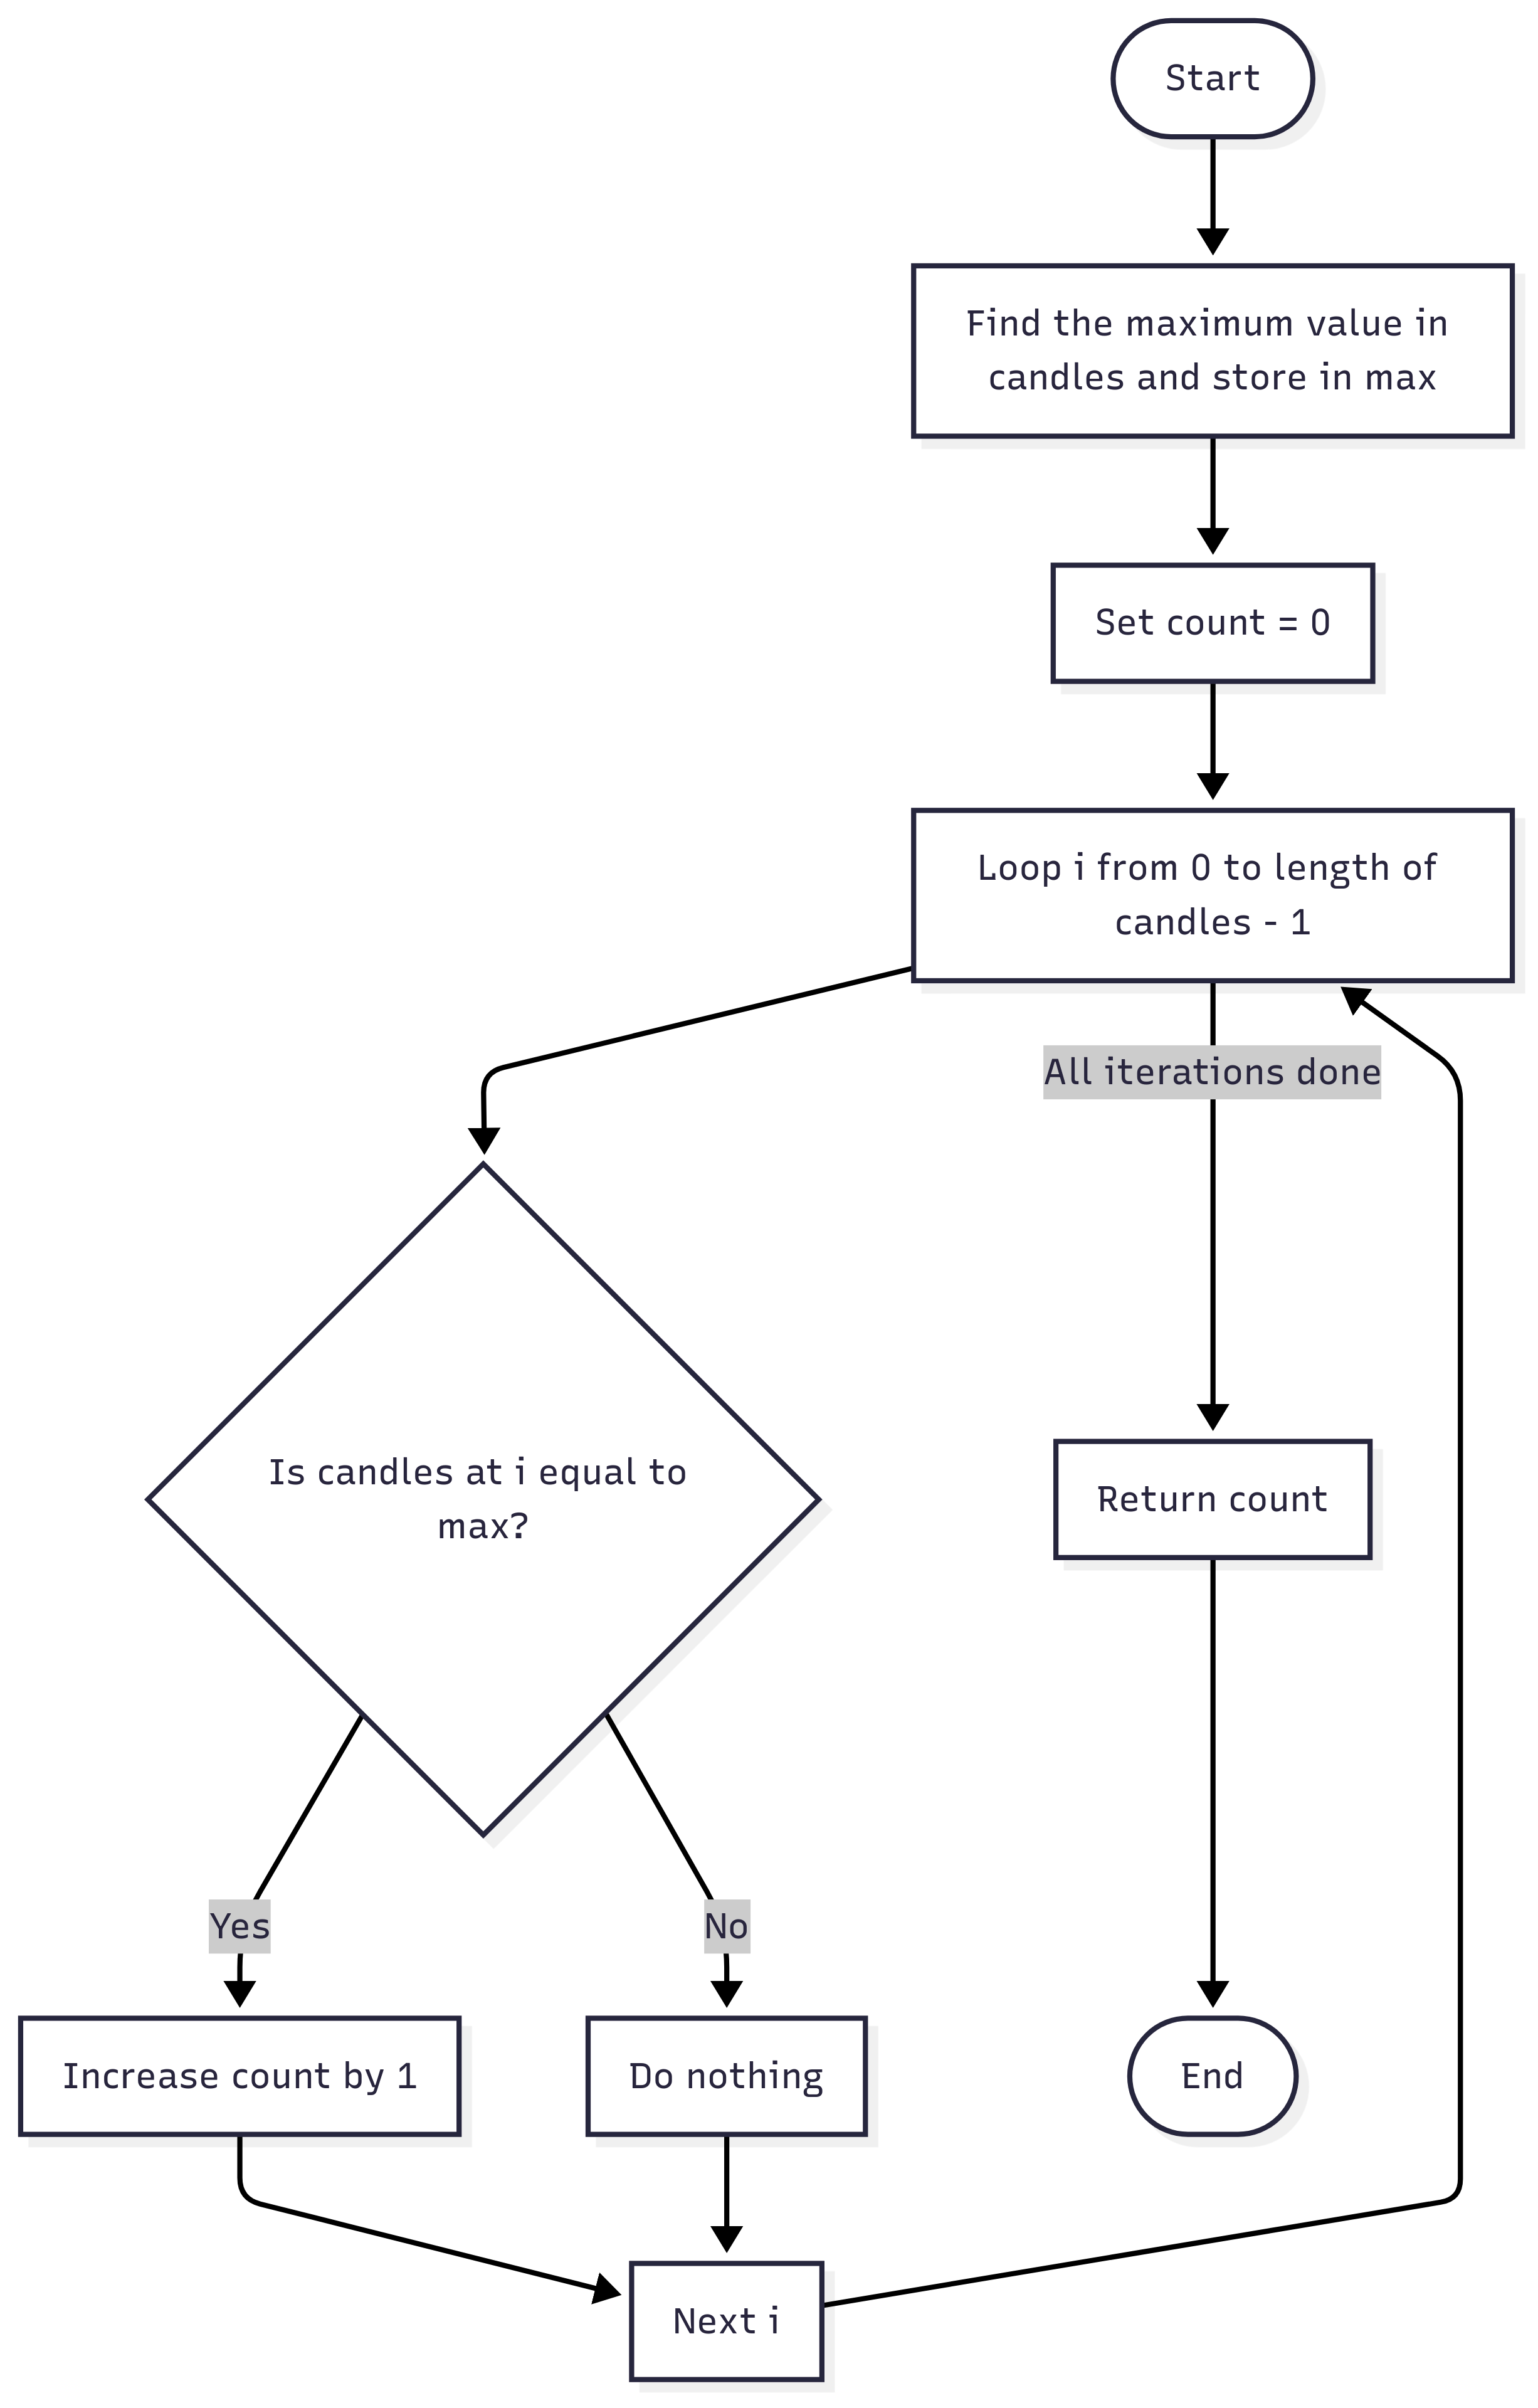 Start
Find the maximum value in
candles and store in max
Set count = 0
Loop i from 0 to length of
candles - 1
All iterations done
Is candles at i equal to
max?
Return count
Yes
No
Increase count by 1
Do nothing
End
Next i